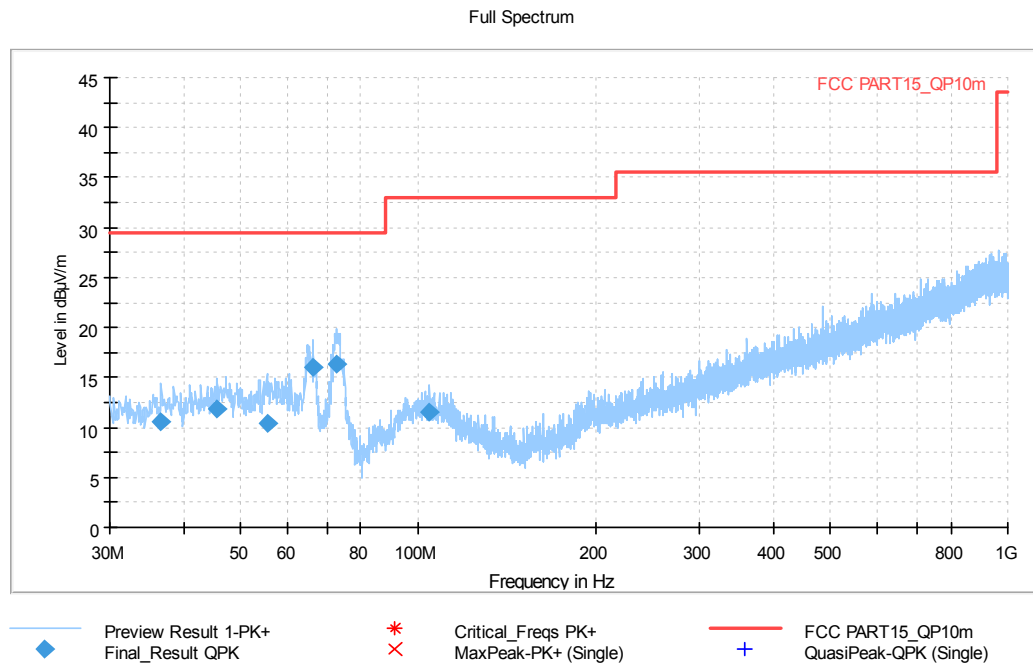 Full Spectrum
FCC PART15_QP10m
45
40
35
30
25
20
15
10
5
0
Level in dBµV/m
30M 50 60 80 100M 200 300 400 500 800 1G
Frequency in Hz
Preview Result 1-PK+ Critical_Freqs PK+ FCC PART15_QP10m
Final_Result QPK MaxPeak-PK+ (Single) QuasiPeak-QPK (Single)